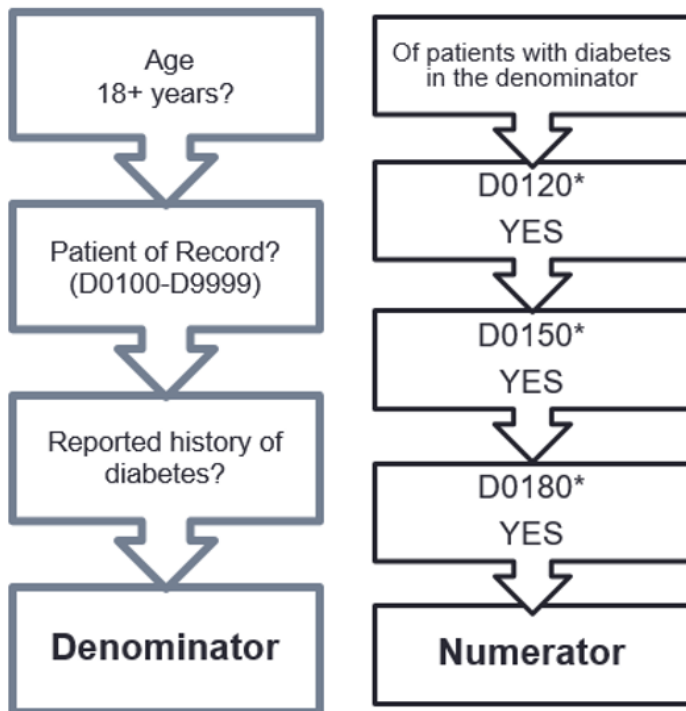 Age
18+ years?
Patient of Record?
(D0100-D9999)
Reported history of
diabetes?
Denominator
Of patients with diabetes
in the denominator
D0120*
YES
D0150*
YES
D0180*
YES
Numerator